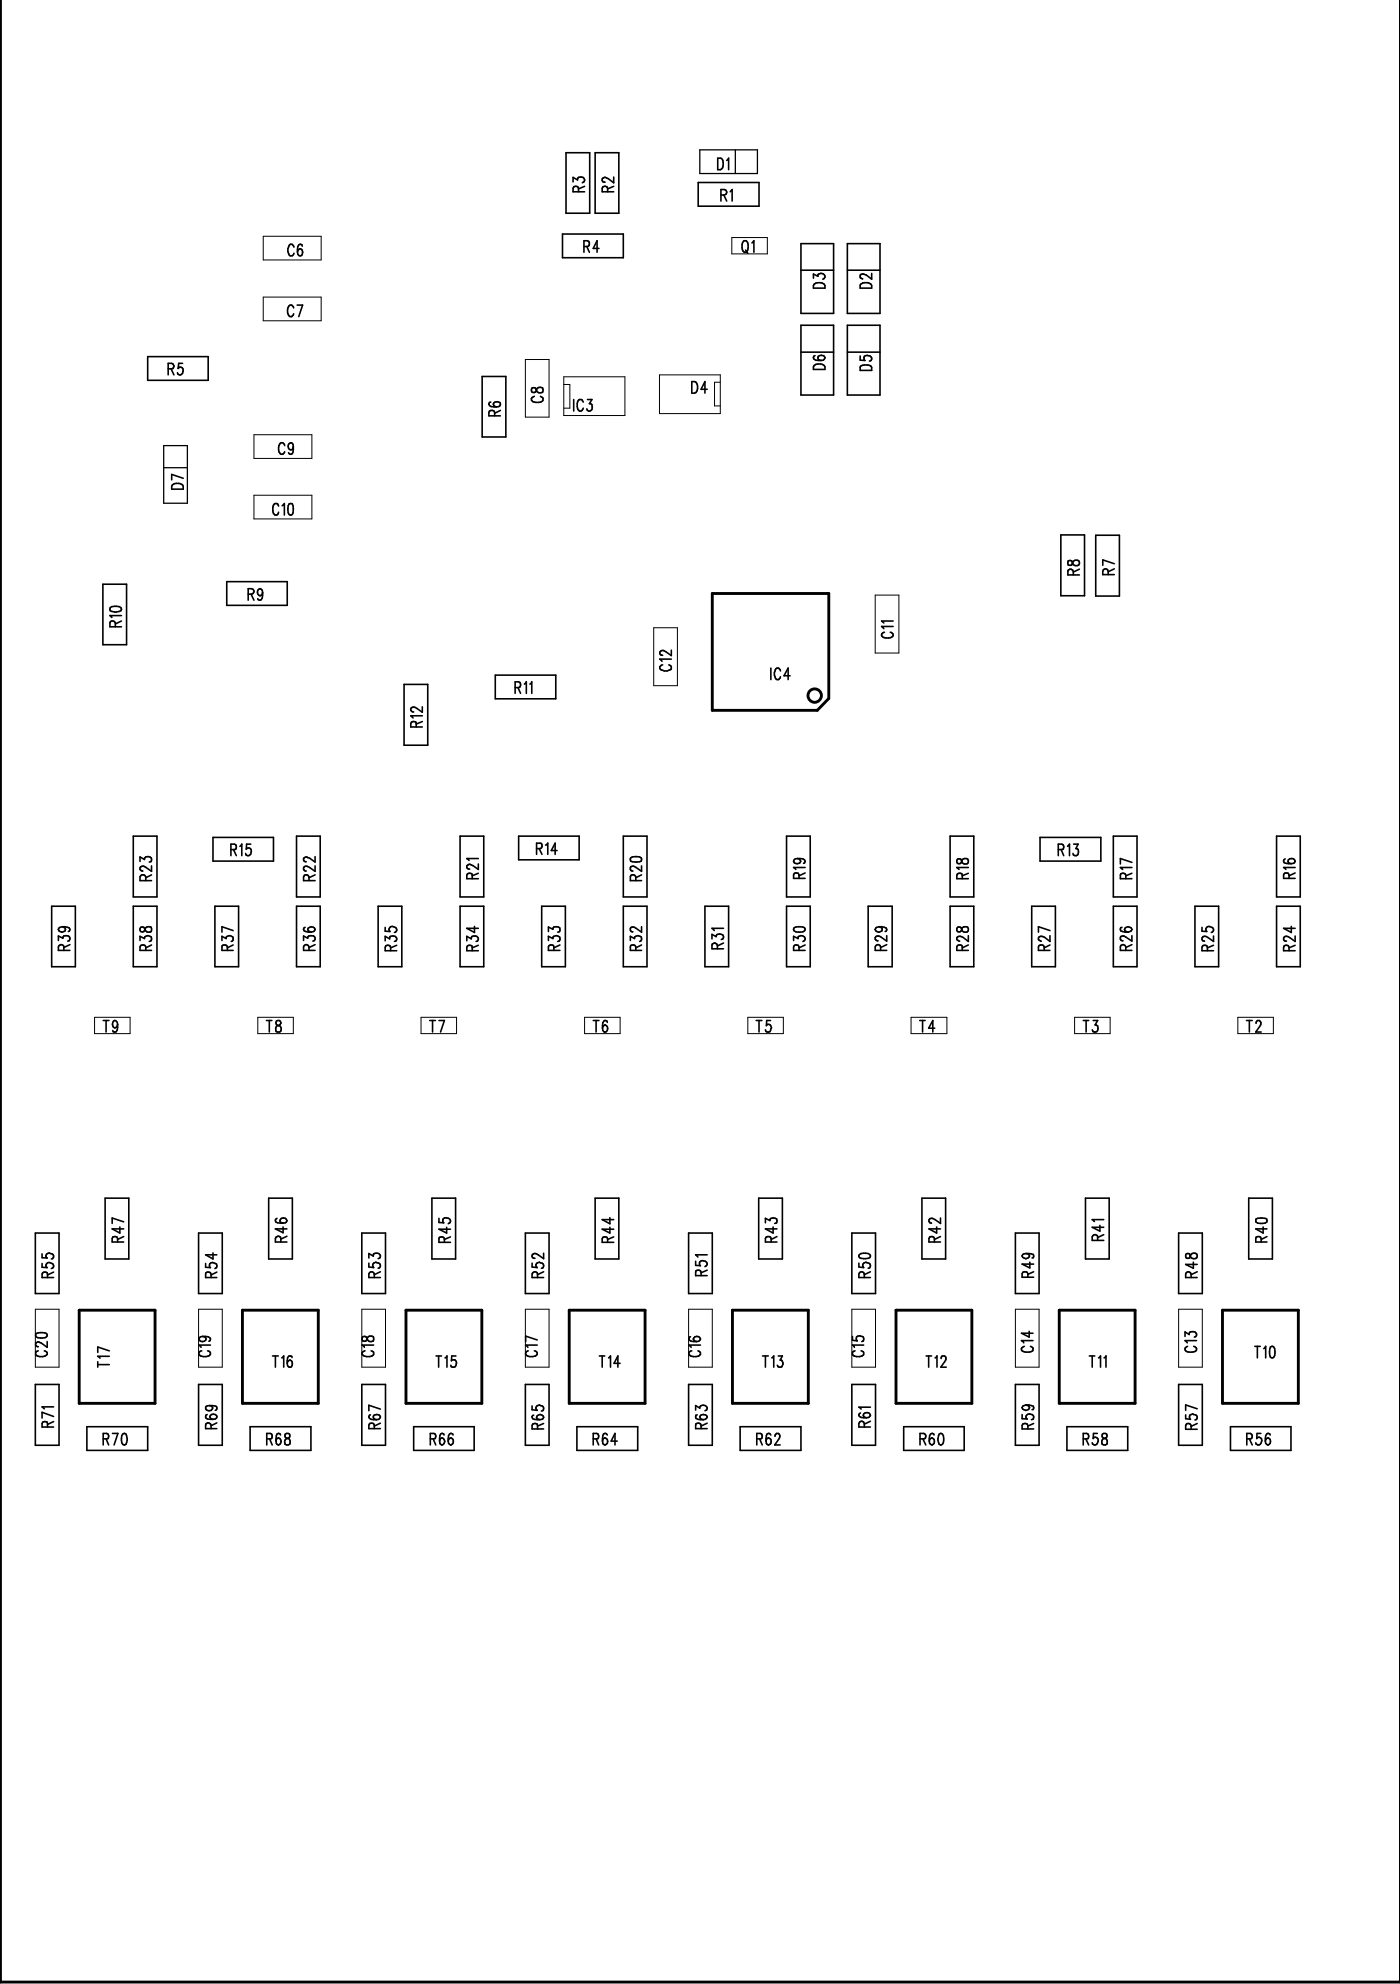 D1
R3 R2 R1
C6 R4 Q1
D3 D2
C7
R5 D6 D5
R6 C8 IC3 D4
C9
D7
C10
R8 R7
R10 R9
C12 IC4 C11
R11
R12
R23 R15 R22 R21 R14 R20 R19 R18 R13 R17 R16
R39 R38 R37 R36 R35 R34 R33 R32 R31 R30 R29 R28 R27 R26 R25 R24
T9 T8 T7 T6 T5 T4 T3 T2
R47 R46 R45 R44 R43 R42 R41 R40
R55 R54 R53 R52 R51 R50 R49 R48
C20 T17 C19 T16 C18 T15 C17 T14 C16 T13 C15 T12 C14 T11 C13 T10
R71 R69 R67 R65 R63 R61 R59 R57
R70 R68 R66 R64 R62 R60 R58 R56